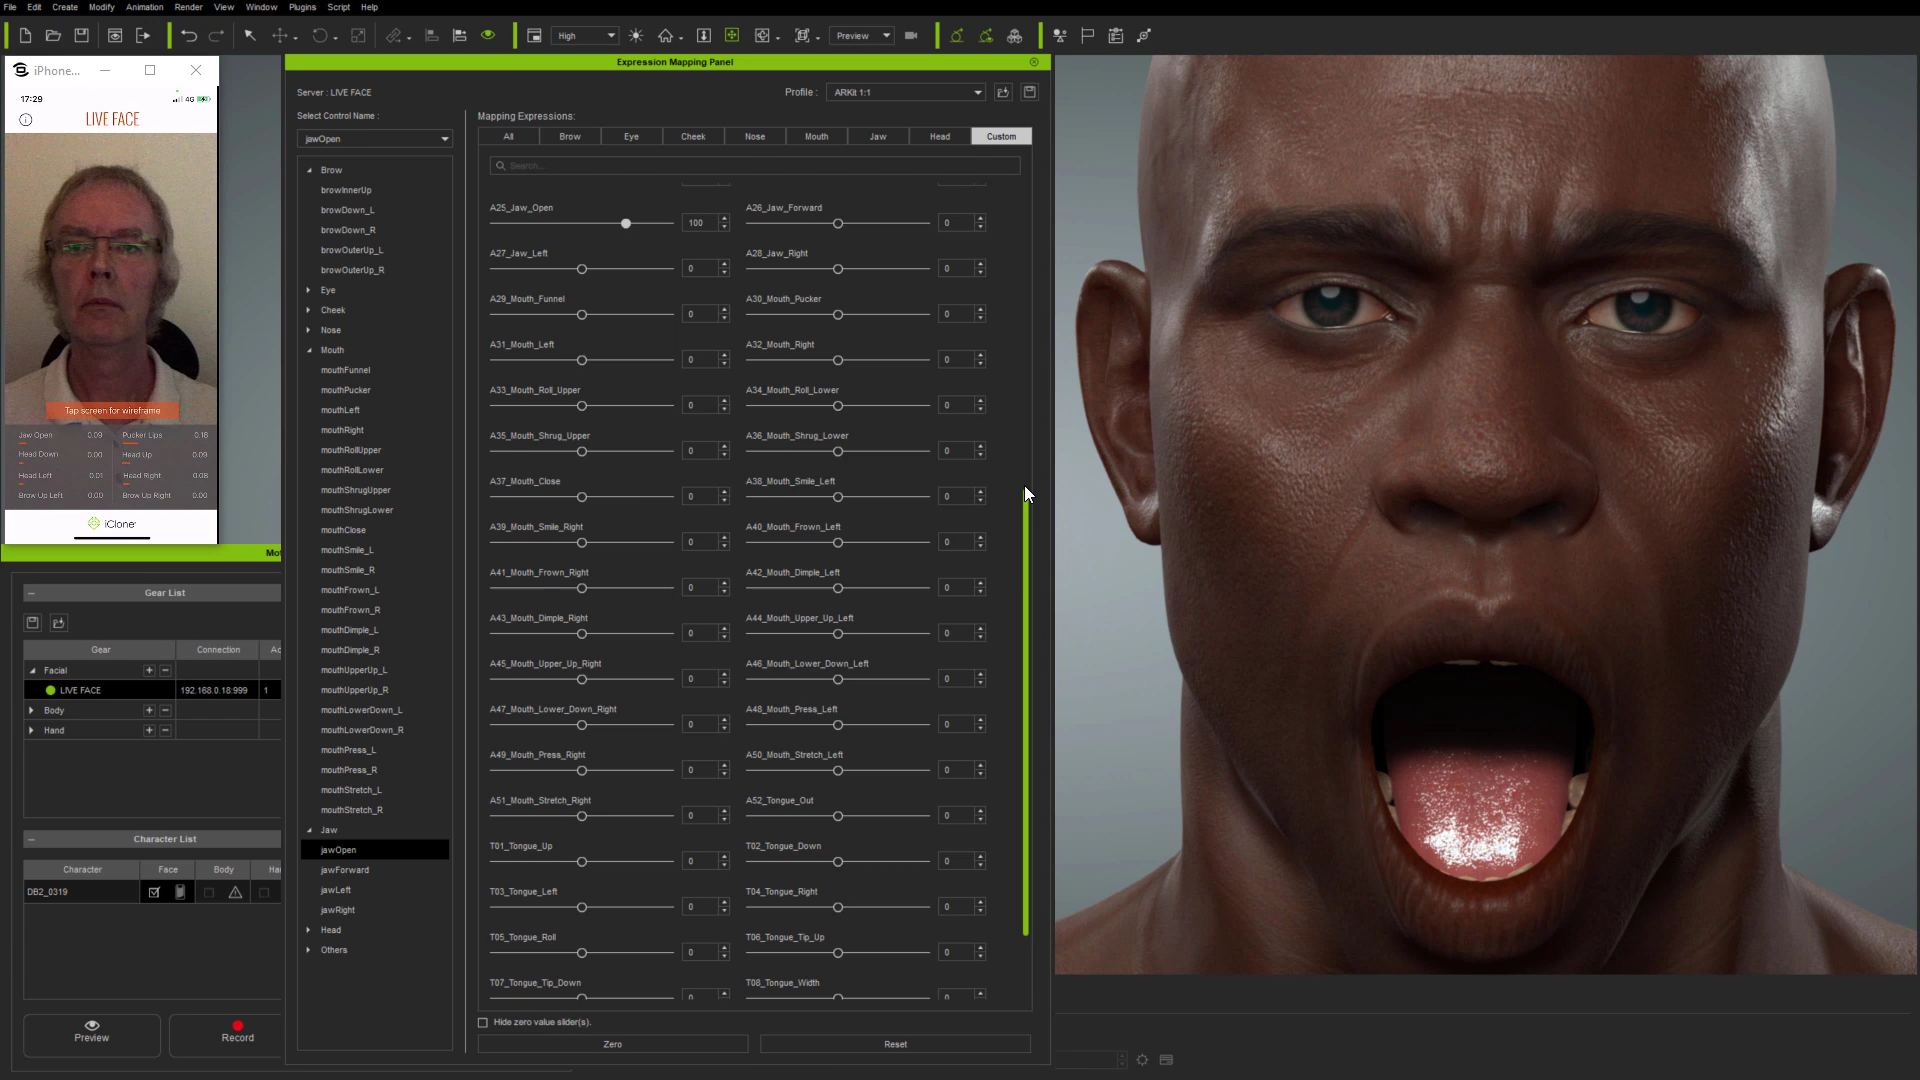 File Edit Create Modify Animation Render View Window Plugins Script Help
High
Preview
iPhone...
17:29
4G
LIVE FACE
Tap screen for wireframe
Jaw Open 0.09 Pucker Lips 0.18
Head Down 0.00 Head Up 0.09
Head Left 0.01 Head Right 0.08
Brow Up Left 0.00 Brow Up Right 0.00
iClone
Mot
Gear List
Gear Connection Ac
Facial
LIVE FACE 192.168.0.18:999 1
Body
Hand
Character List
Character Face Body Ha
DB2_0319
Preview
Record
Expression Mapping Panel
Server : LIVE FACE
Profile : ARKit 1:1
Select Control Name :
jawOpen
Brow
browInnerUp
browDown_L
browDown_R
browOuterUp_L
browOuterUp_R
Eye
Cheek
Nose
Mouth
mouthFunnel
mouthPucker
mouthLeft
mouthRight
mouthRollUpper
mouthRollLower
mouthShrugUpper
mouthShrugLower
mouthClose
mouthSmile_L
mouthSmile_R
mouthFrown_L
mouthFrown_R
mouthDimple_L
mouthDimple_R
mouthUpperUp_L
mouthUpperUp_R
mouthLowerDown_L
mouthLowerDown_R
mouthPress_L
mouthPress_R
mouthStretch_L
mouthStretch_R
Jaw
jawOpen
jawForward
jawLeft
jawRight
Head
Others
Mapping Expressions:
All Brow Eye Cheek Nose Mouth Jaw Head Custom
Search...
A25_Jaw_Open 100 A26_Jaw_Forward 0
A27_Jaw_Left 0 A28_Jaw_Right 0
A29_Mouth_Funnel 0 A30_Mouth_Pucker 0
A31_Mouth_Left 0 A32_Mouth_Right 0
A33_Mouth_Roll_Upper 0 A34_Mouth_Roll_Lower 0
A35_Mouth_Shrug_Upper 0 A36_Mouth_Shrug_Lower 0
A37_Mouth_Close 0 A38_Mouth_Smile_Left 0
A39_Mouth_Smile_Right 0 A40_Mouth_Frown_Left 0
A41_Mouth_Frown_Right 0 A42_Mouth_Dimple_Left 0
A43_Mouth_Dimple_Right 0 A44_Mouth_Upper_Up_Left 0
A45_Mouth_Upper_Up_Right 0 A46_Mouth_Lower_Down_Left 0
A47_Mouth_Lower_Down_Right 0 A48_Mouth_Press_Left 0
A49_Mouth_Press_Right 0 A50_Mouth_Stretch_Left 0
A51_Mouth_Stretch_Right 0 A52_Tongue_Out 0
T01_Tongue_Up 0 T02_Tongue_Down 0
T03_Tongue_Left 0 T04_Tongue_Right 0
T05_Tongue_Roll 0 T06_Tongue_Tip_Up 0
T07_Tongue_Tip_Down 0 T08_Tongue_Width 0
Hide zero value slider(s).
Zero
Reset